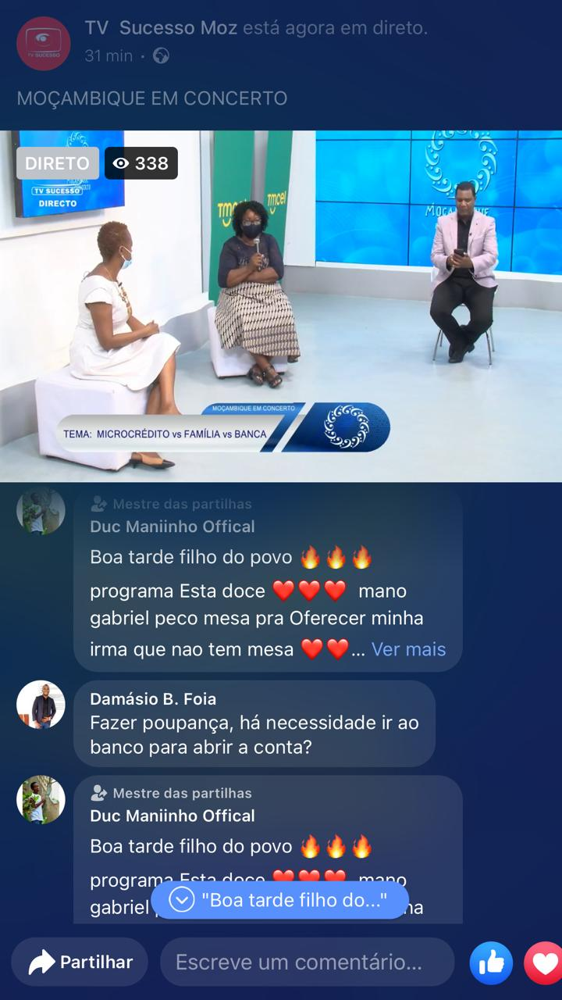 TV Sucesso Moz está agora em direto.
TV SUCESSO
31 min ·
MOÇAMBIQUE EM CONCERTO
DIRETO 338
TV SUCESSO
DIRECTO
Tmcel
Tmcel
MOÇAMBIQUE
MOÇAMBIQUE EM CONCERTO
TEMA: MICROCRÉDITO vs FAMÍLIA vs BANCA
Mestre das partilhas
Duc Maniinho Offical
Boa tarde filho do povo 🔥🔥🔥
programa Esta doce ❤️❤️❤️ mano
gabriel peco mesa pra Oferecer minha
irma que nao tem mesa ❤️❤️... Ver mais
Damásio B. Foia
Fazer poupança, há necessidade ir ao
banco para abrir a conta?
Mestre das partilhas
Duc Maniinho Offical
Boa tarde filho do povo 🔥🔥🔥
programa Esta doce ❤️❤️❤️ mano
gabriel
"Boa tarde filho do..."
Partilhar
Escreve um comentário...